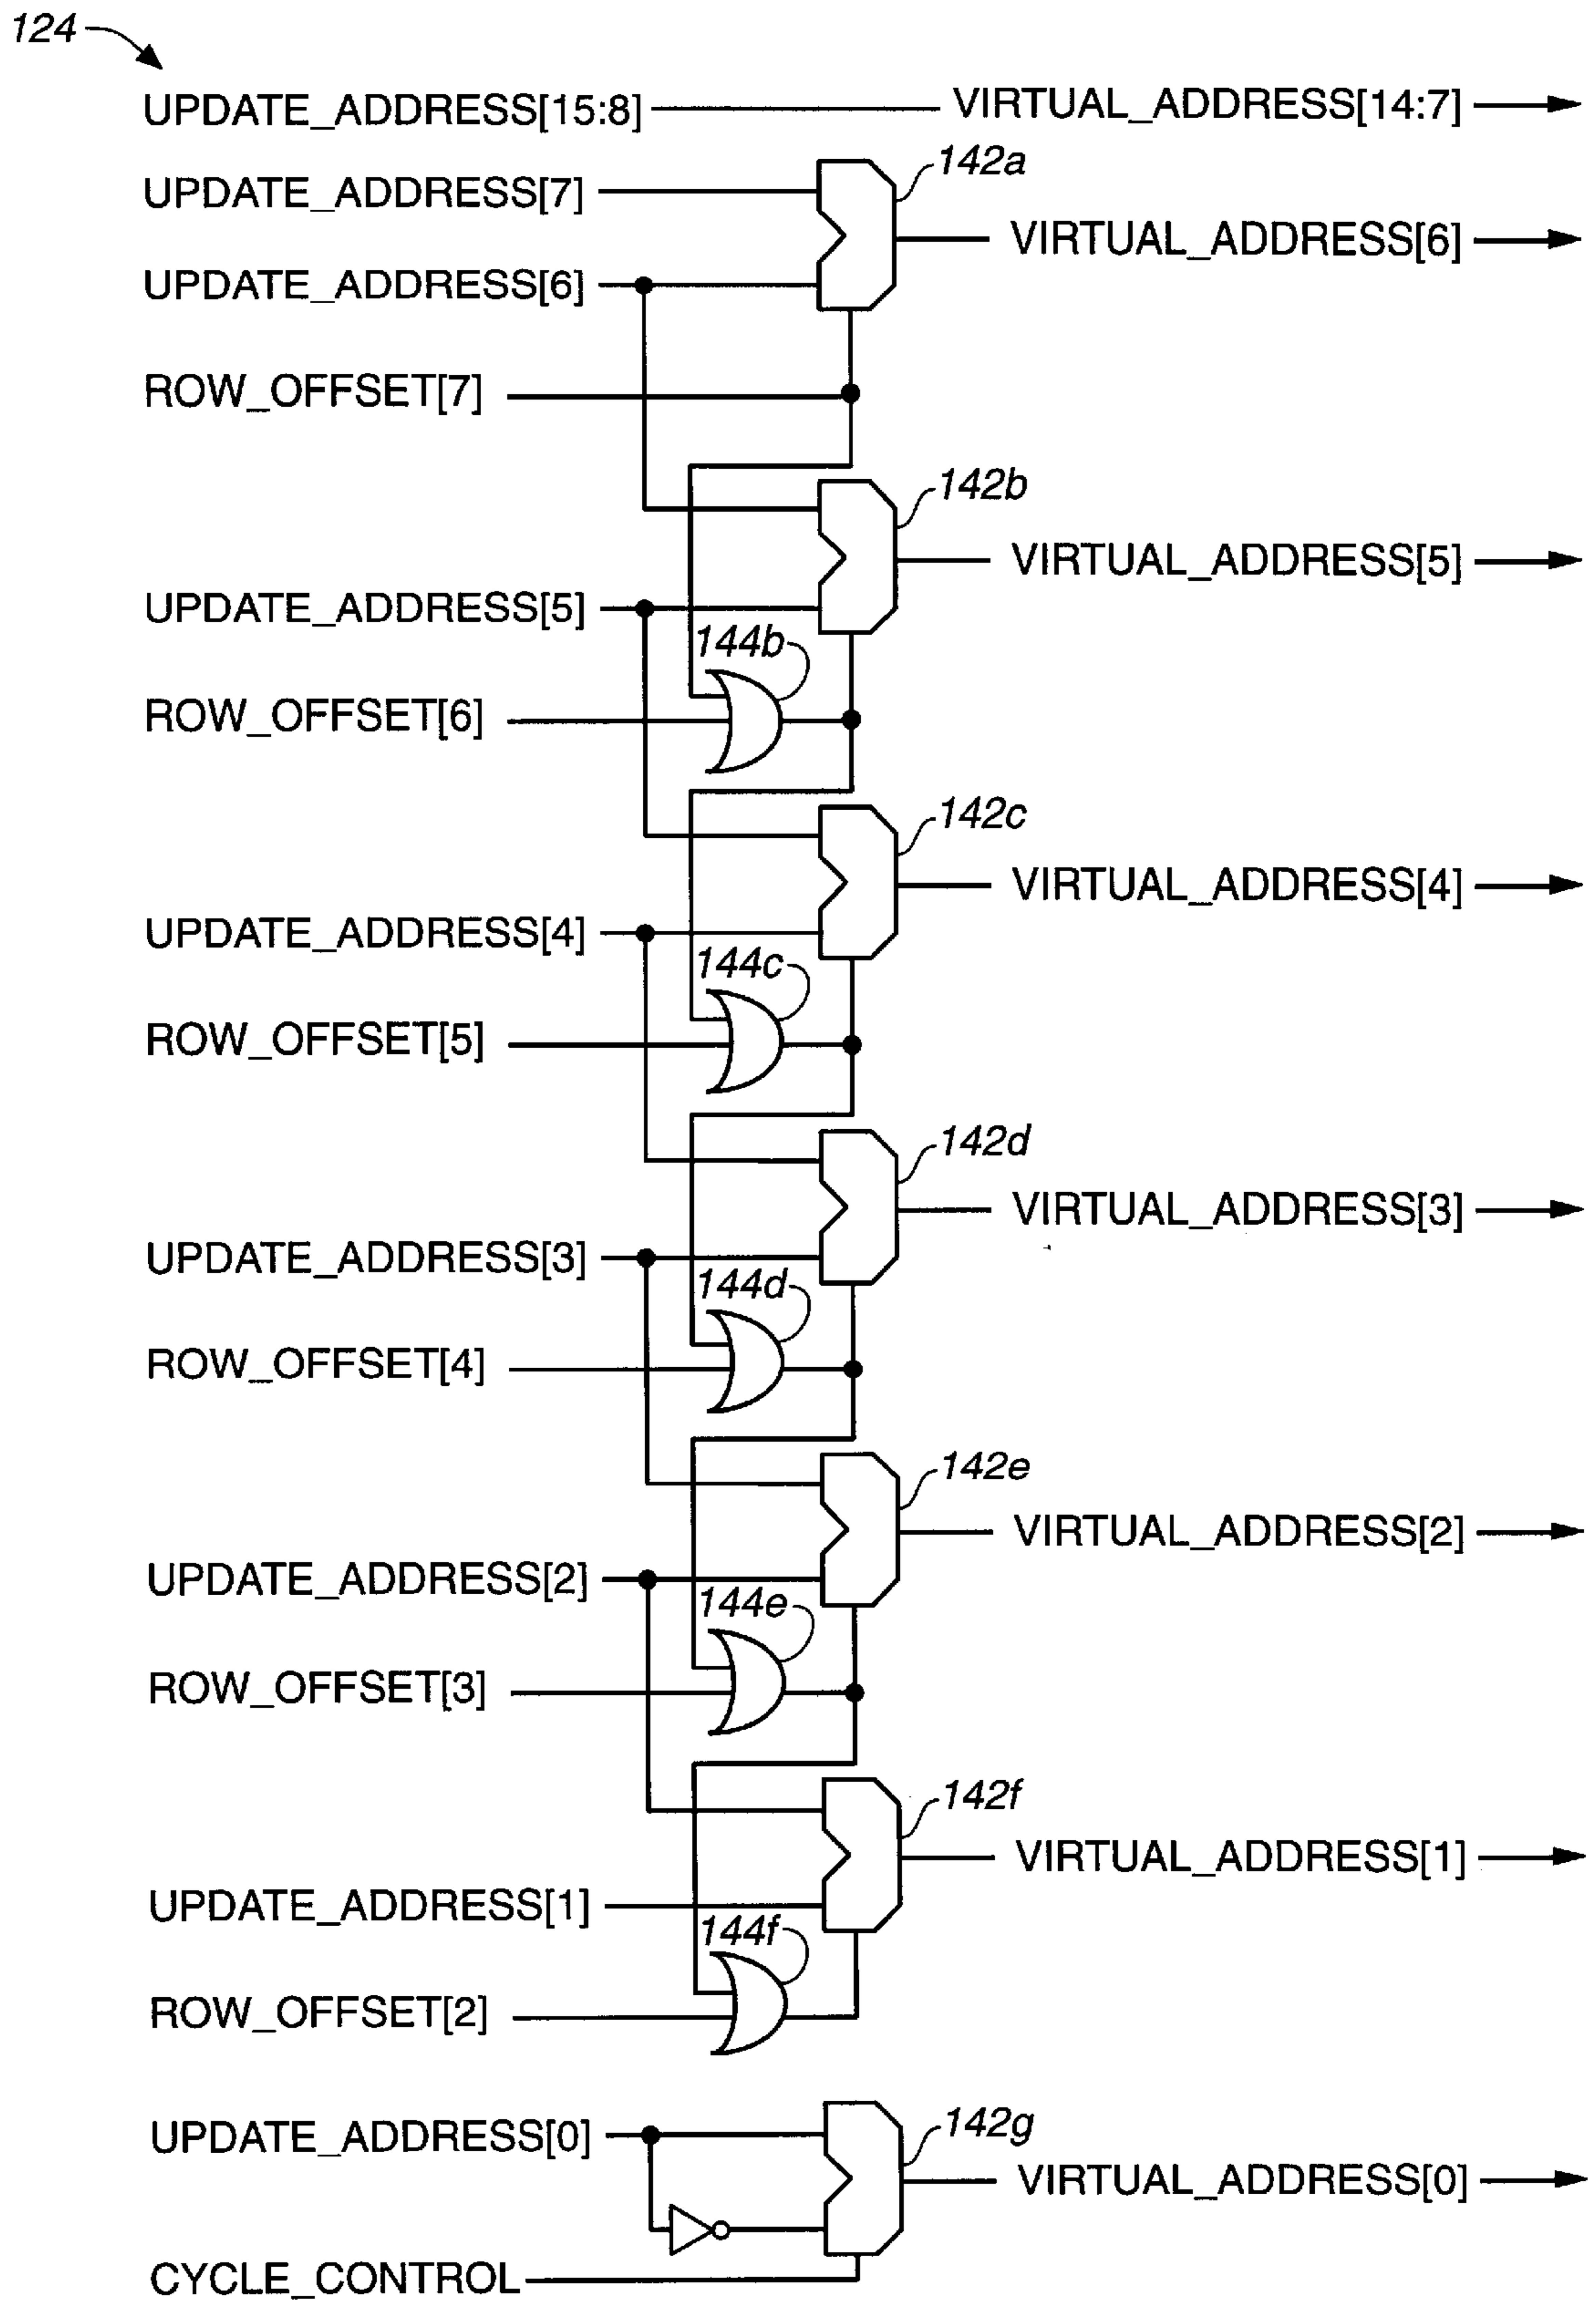 124
UPDATE_ADDRESS[15:8] VIRTUAL_ADDRESS[14:7]
142a
UPDATE_ADDRESS[7]
VIRTUAL_ADDRESS[6]
UPDATE_ADDRESS[6]
ROW_OFFSET[7]
142b
VIRTUAL_ADDRESS[5]
UPDATE_ADDRESS[5]
144b
ROW_OFFSET[6]
142c
VIRTUAL_ADDRESS[4]
UPDATE_ADDRESS[4]
144c
ROW_OFFSET[5]
142d
VIRTUAL_ADDRESS[3]
UPDATE_ADDRESS[3]
144d
ROW_OFFSET[4]
142e
VIRTUAL_ADDRESS[2]
UPDATE_ADDRESS[2]
144e
ROW_OFFSET[3]
142f
VIRTUAL_ADDRESS[1]
UPDATE_ADDRESS[1]
144f
ROW_OFFSET[2]
142g
UPDATE_ADDRESS[0]
VIRTUAL_ADDRESS[0]
CYCLE_CONTROL